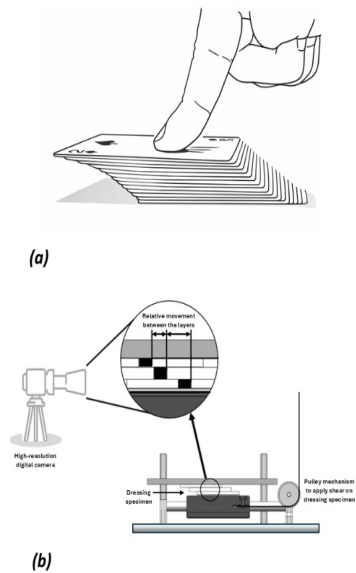 (a)
Relative movement
between the layers
High-resolution
digital camera
Dressing
specimen
Pulley mechanism
to apply shear on
dressing specimen
(b)